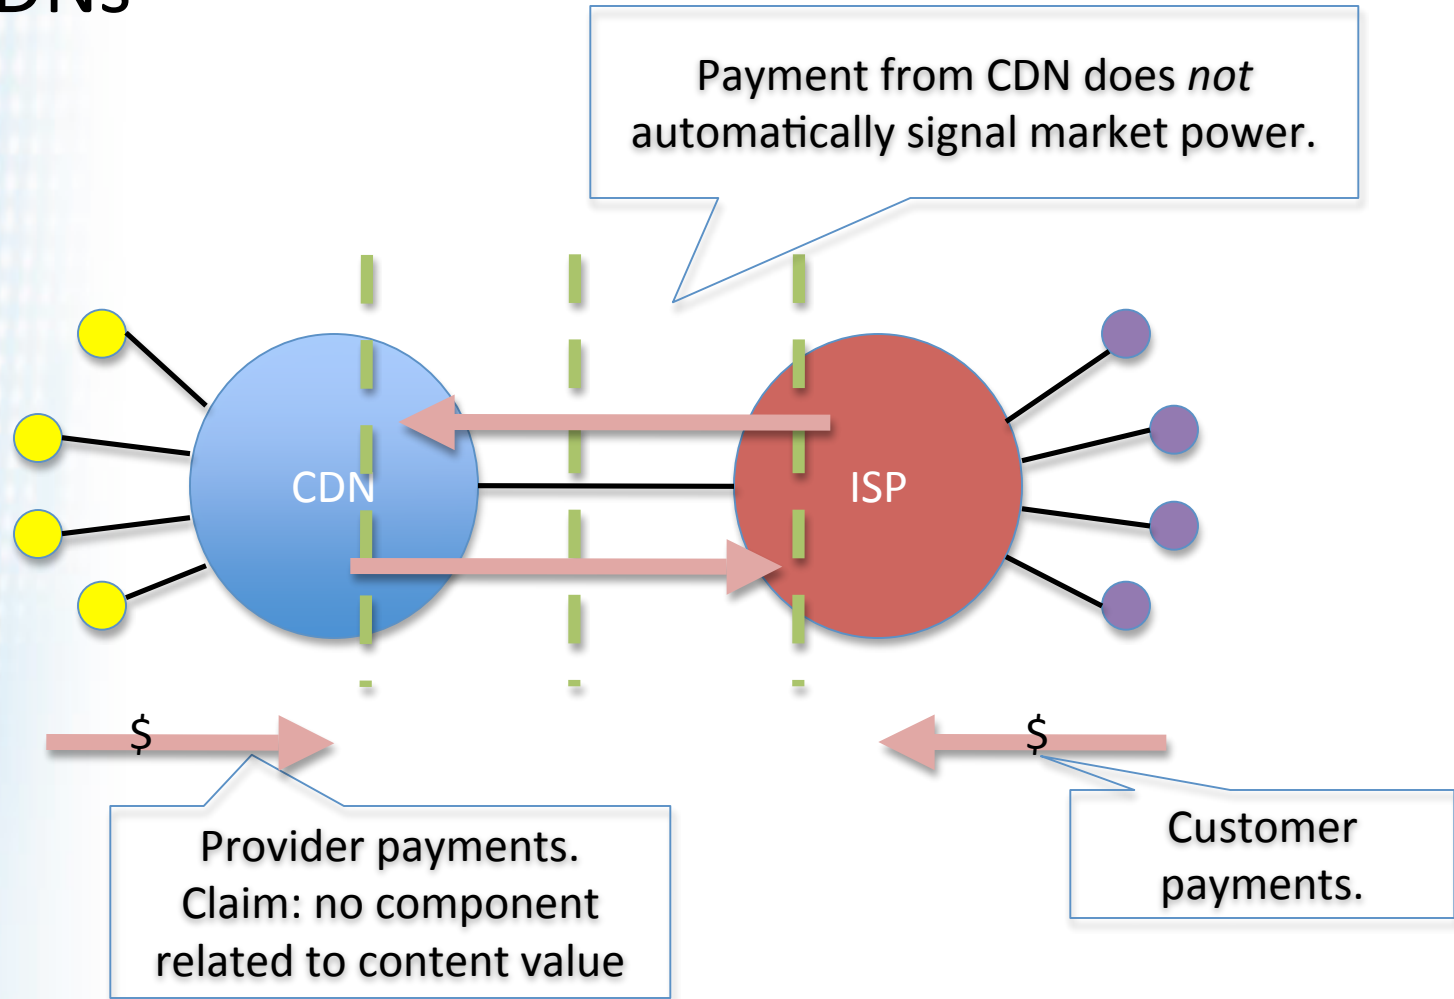 DNs
Payment from CDN does not
automatically signal market power.
CDN
ISP
$
$
Provider payments.
Claim: no component
related to content value
Customer
payments.